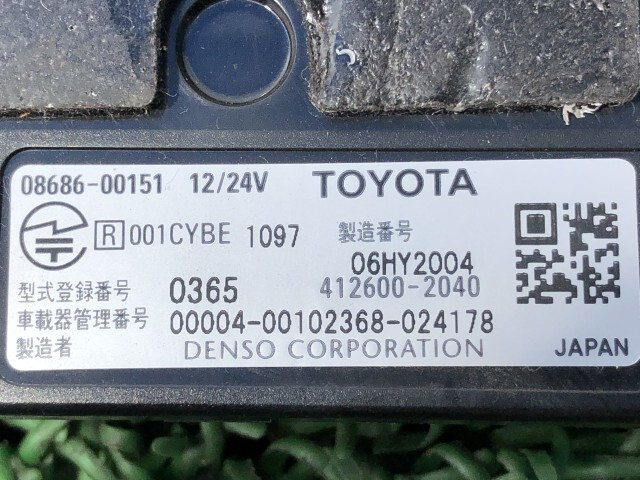 08686-00151 12/24V TOYOTA
R 001CYBE 1097 製造番号
06HY2004
型式登録番号 0365 412600-2040
車載器管理番号 00004-00102368-024178
製造者 DENSO CORPORATION JAPAN